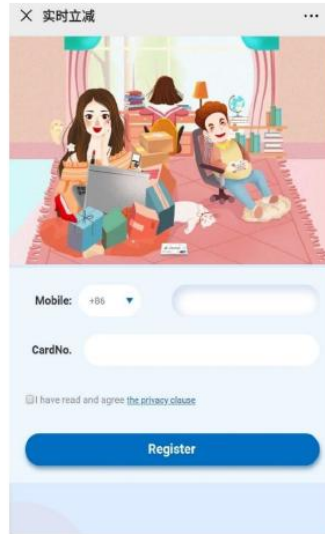 实时立减
Mobile: +86
CardNo.
I have read and agree the privacy clause
Register